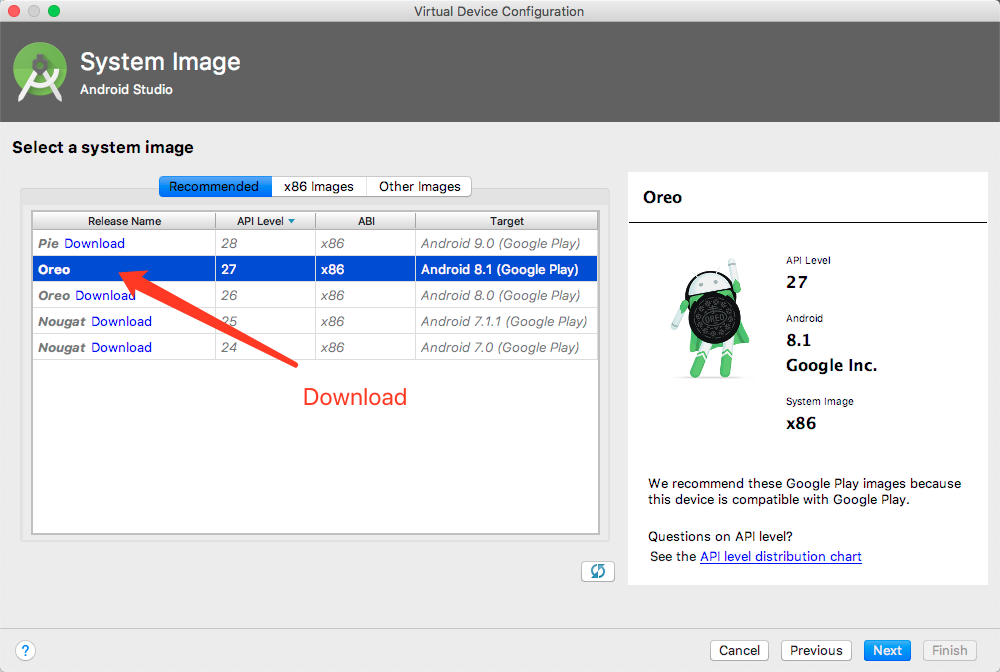 Virtual Device Configuration
System Image
Android Studio
Select a system image
Recommended x86 Images Other Images
Release Name API Level ABI Target
Pie Download 28 x86 Android 9.0 (Google Play)
Oreo 27 x86 Android 8.1 (Google Play)
Oreo Download 26 x86 Android 8.0 (Google Play)
Nougat Download 25 x86 Android 7.1.1 (Google Play)
Nougat Download 24 x86 Android 7.0 (Google Play)
Download
Oreo
API Level
27
Android
8.1
Google Inc.
System Image
x86
OREO
We recommend these Google Play images because
this device is compatible with Google Play.
Questions on API level?
See the API level distribution chart
? Cancel Previous Next Finish